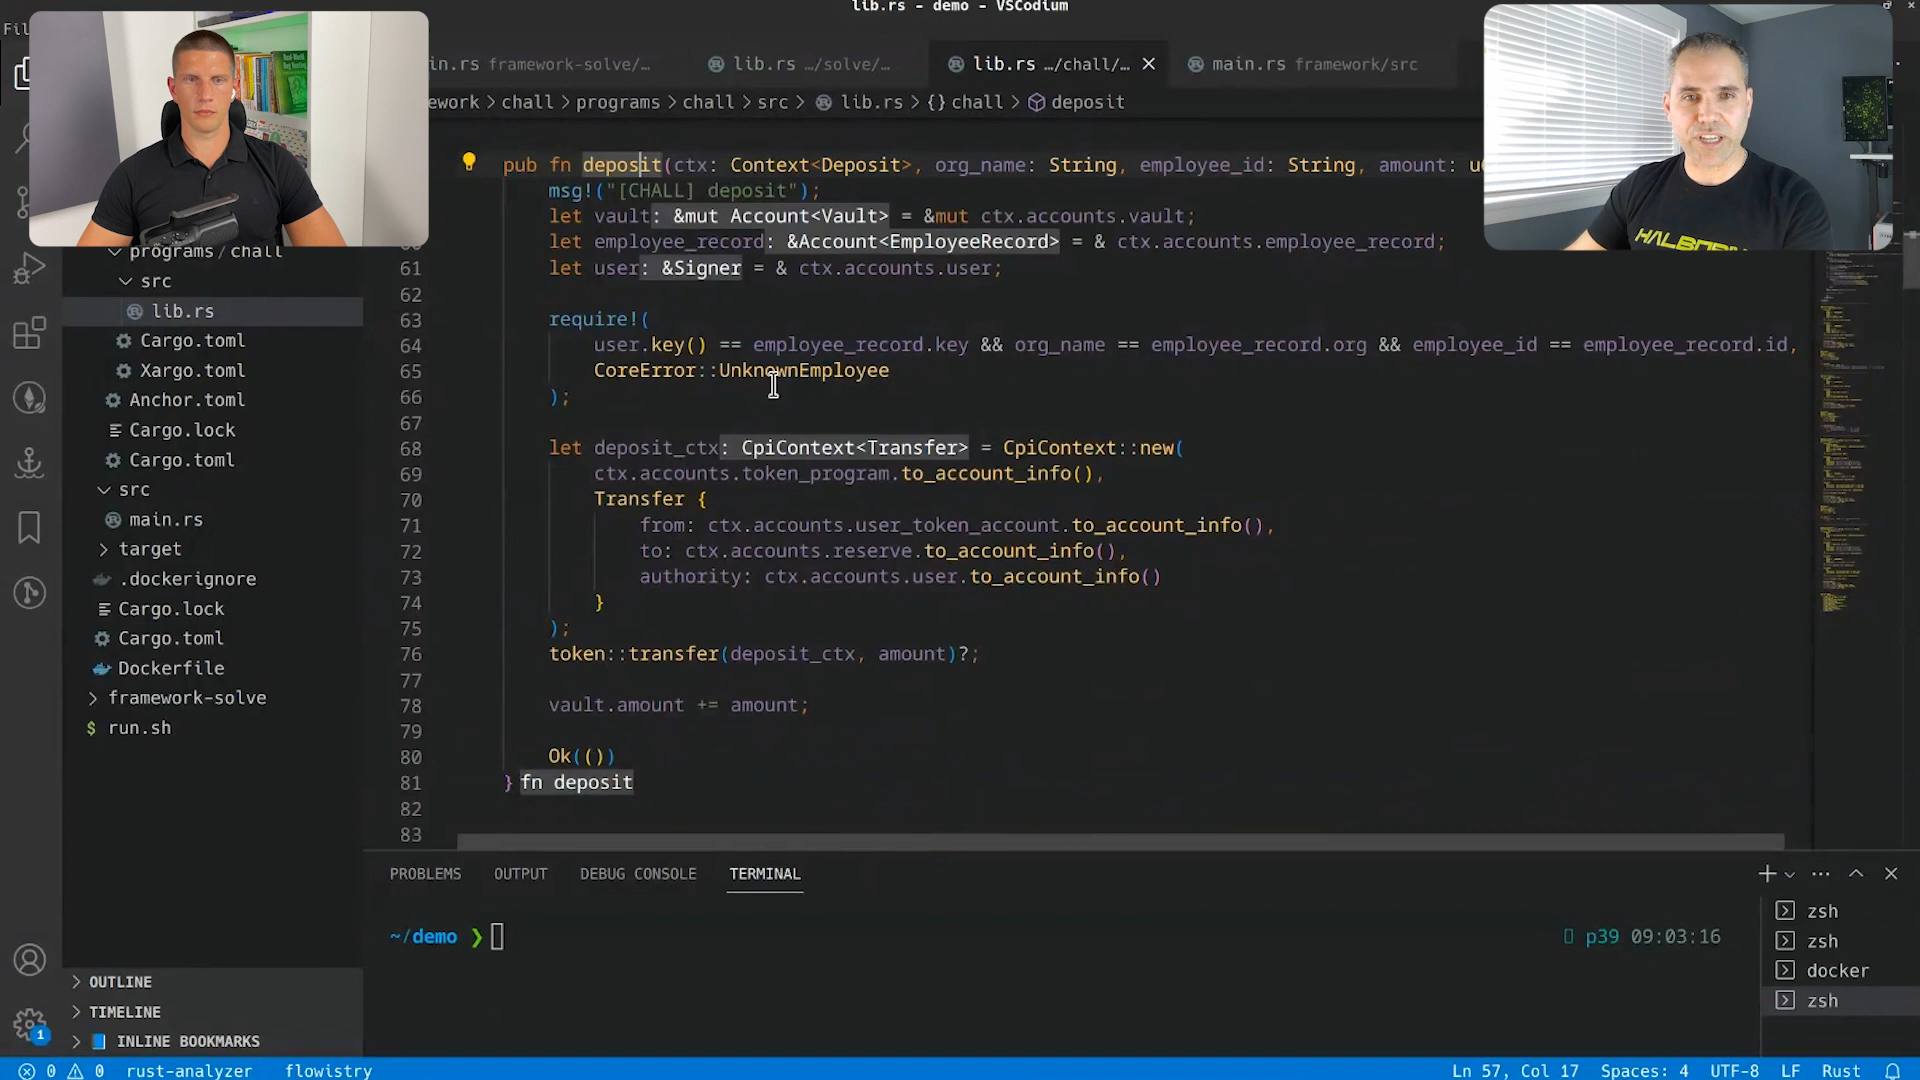 lib.rs - demo - VSCodium
in.rs framework-solve/…
lib.rs …/solve/…
lib.rs …/chall/…
main.rs framework/src
ework > chall > programs > chall > src > lib.rs > {} chall > deposit
programs / chall
src
lib.rs
Cargo.toml
Xargo.toml
Anchor.toml
Cargo.lock
Cargo.toml
src
main.rs
target
.dockerignore
Cargo.lock
Cargo.toml
Dockerfile
framework-solve
$ run.sh
OUTLINE
TIMELINE
INLINE BOOKMARKS
1
pub fn deposit(ctx: Context<Deposit>, org_name: String, employee_id: String, amount:
msg!("[CHALL] deposit");
let vault: &mut Account<Vault> = &mut ctx.accounts.vault;
let employee_record: &Account<EmployeeRecord> = & ctx.accounts.employee_record;
61 let user: &Signer = & ctx.accounts.user;
62
63 require!(
64 user.key() == employee_record.key && org_name == employee_record.org && employee_id == employee_record.id,
65 CoreError::UnknownEmployee
66 );
67
68 let deposit_ctx: CpiContext<Transfer> = CpiContext::new(
69 ctx.accounts.token_program.to_account_info(),
70 Transfer {
71 from: ctx.accounts.user_token_account.to_account_info(),
72 to: ctx.accounts.reserve.to_account_info(),
73 authority: ctx.accounts.user.to_account_info()
74 }
75 );
76 token::transfer(deposit_ctx, amount)?;
77
78 vault.amount += amount;
79
80 Ok(())
81 } fn deposit
82
83
PROBLEMS OUTPUT DEBUG CONSOLE TERMINAL
~/demo ❯
p39 09:03:16
zsh
zsh
docker
zsh
0 0 rust-analyzer flowistry
Ln 57, Col 17 Spaces: 4 UTF-8 LF Rust